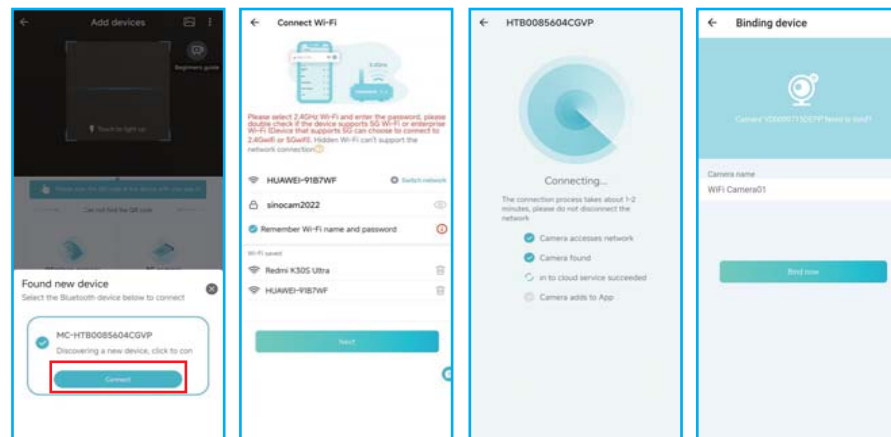 Add devices
Beginners guide
Touch to light up
Can not find the QR code
Found new device
Select the Bluetooth device below to connect
MC-HTB0085604CGVP
Discovering a new device, click to con
Connect
Connect Wi-Fi
Please select 2.4GHz Wi-Fi and enter the password, please
double check if the device supports 5G Wi-Fi or enterprise
Wi-Fi (Device that supports 5G can choose to connect to
2.4Gwifi or 5Gwifi). Hidden Wi-Fi can't support the
network connection
HUAWEI-91B7WF
Switch network
sinocam2022
Remember Wi-Fi name and password
Wi-Fi saved
Redmi K30S Ultra
HUAWEI-91B7WF
Next
HTB0085604CGVP
Connecting...
The connection process takes about 1-2
minutes, please do not disconnect the
network
Camera accesses network
Camera found
in to cloud service succeeded
Camera adds to App
Binding device
Need to bind?
Camera name
WiFi Camera01
Bind now